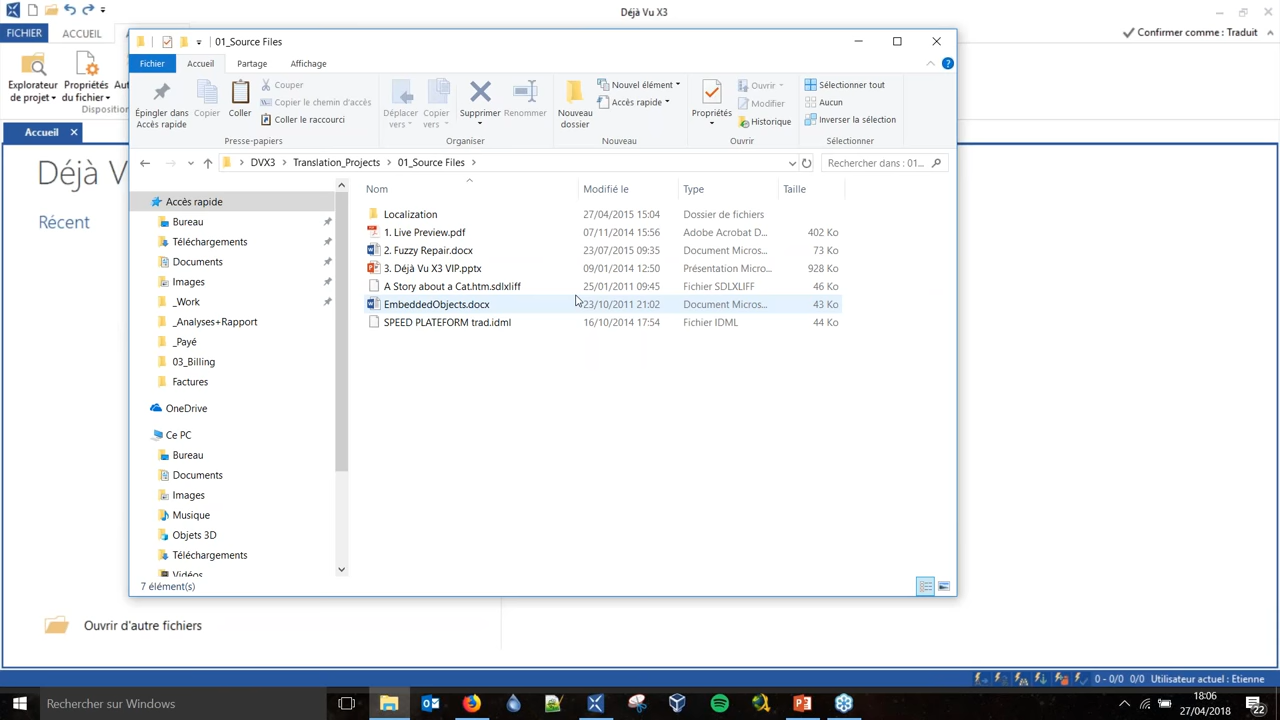 Déjà Vu X3
FICHIER
ACCUEIL
A
Confirmer comme : Traduit
Explorateur de projet
Propriétés du fichier
Aut
Dispositio
Accueil
Déjà V
Récent
Ouvrir d'autre fichiers
01_Source Files
Fichier
Accueil
Partage
Affichage
Épingler dans Accès rapide
Copier
Coller
Couper
Copier le chemin d'accès
Coller le raccourci
Presse-papiers
Déplacer vers
Copier vers
Supprimer
Renommer
Organiser
Nouveau dossier
Nouvel élément
Accès rapide
Nouveau
Propriétés
Ouvrir
Modifier
Historique
Ouvrir
Sélectionner tout
Aucun
Inverser la sélection
Sélectionner
DVX3 > Translation_Projects > 01_Source Files >
Rechercher dans : 01...
Nom Modifié le Type Taille
Localization 27/04/2015 15:04 Dossier de fichiers
1. Live Preview.pdf 07/11/2014 15:56 Adobe Acrobat D... 402 Ko
2. Fuzzy Repair.docx 23/07/2015 09:35 Document Micros... 73 Ko
3. Déjà Vu X3 VIP.pptx 09/01/2014 12:50 Présentation Micro... 928 Ko
A Story about a Cat.htm.sdlxliff 25/01/2011 09:45 Fichier SDLXLIFF 46 Ko
EmbeddedObjects.docx 23/10/2011 21:02 Document Micros... 43 Ko
SPEED PLATEFORM trad.idml 16/10/2014 17:54 Fichier IDML 44 Ko
Accès rapide
Bureau
Téléchargements
Documents
Images
_Work
_Analyses+Rapport
_Payé
03_Billing
Factures
OneDrive
Ce PC
Bureau
Documents
Images
Musique
Objets 3D
Téléchargements
Vidéos
7 élément(s)
0 - 0/0 0/0 Utilisateur actuel : Etienne
Rechercher sur Windows
18:06
27/04/2018
22